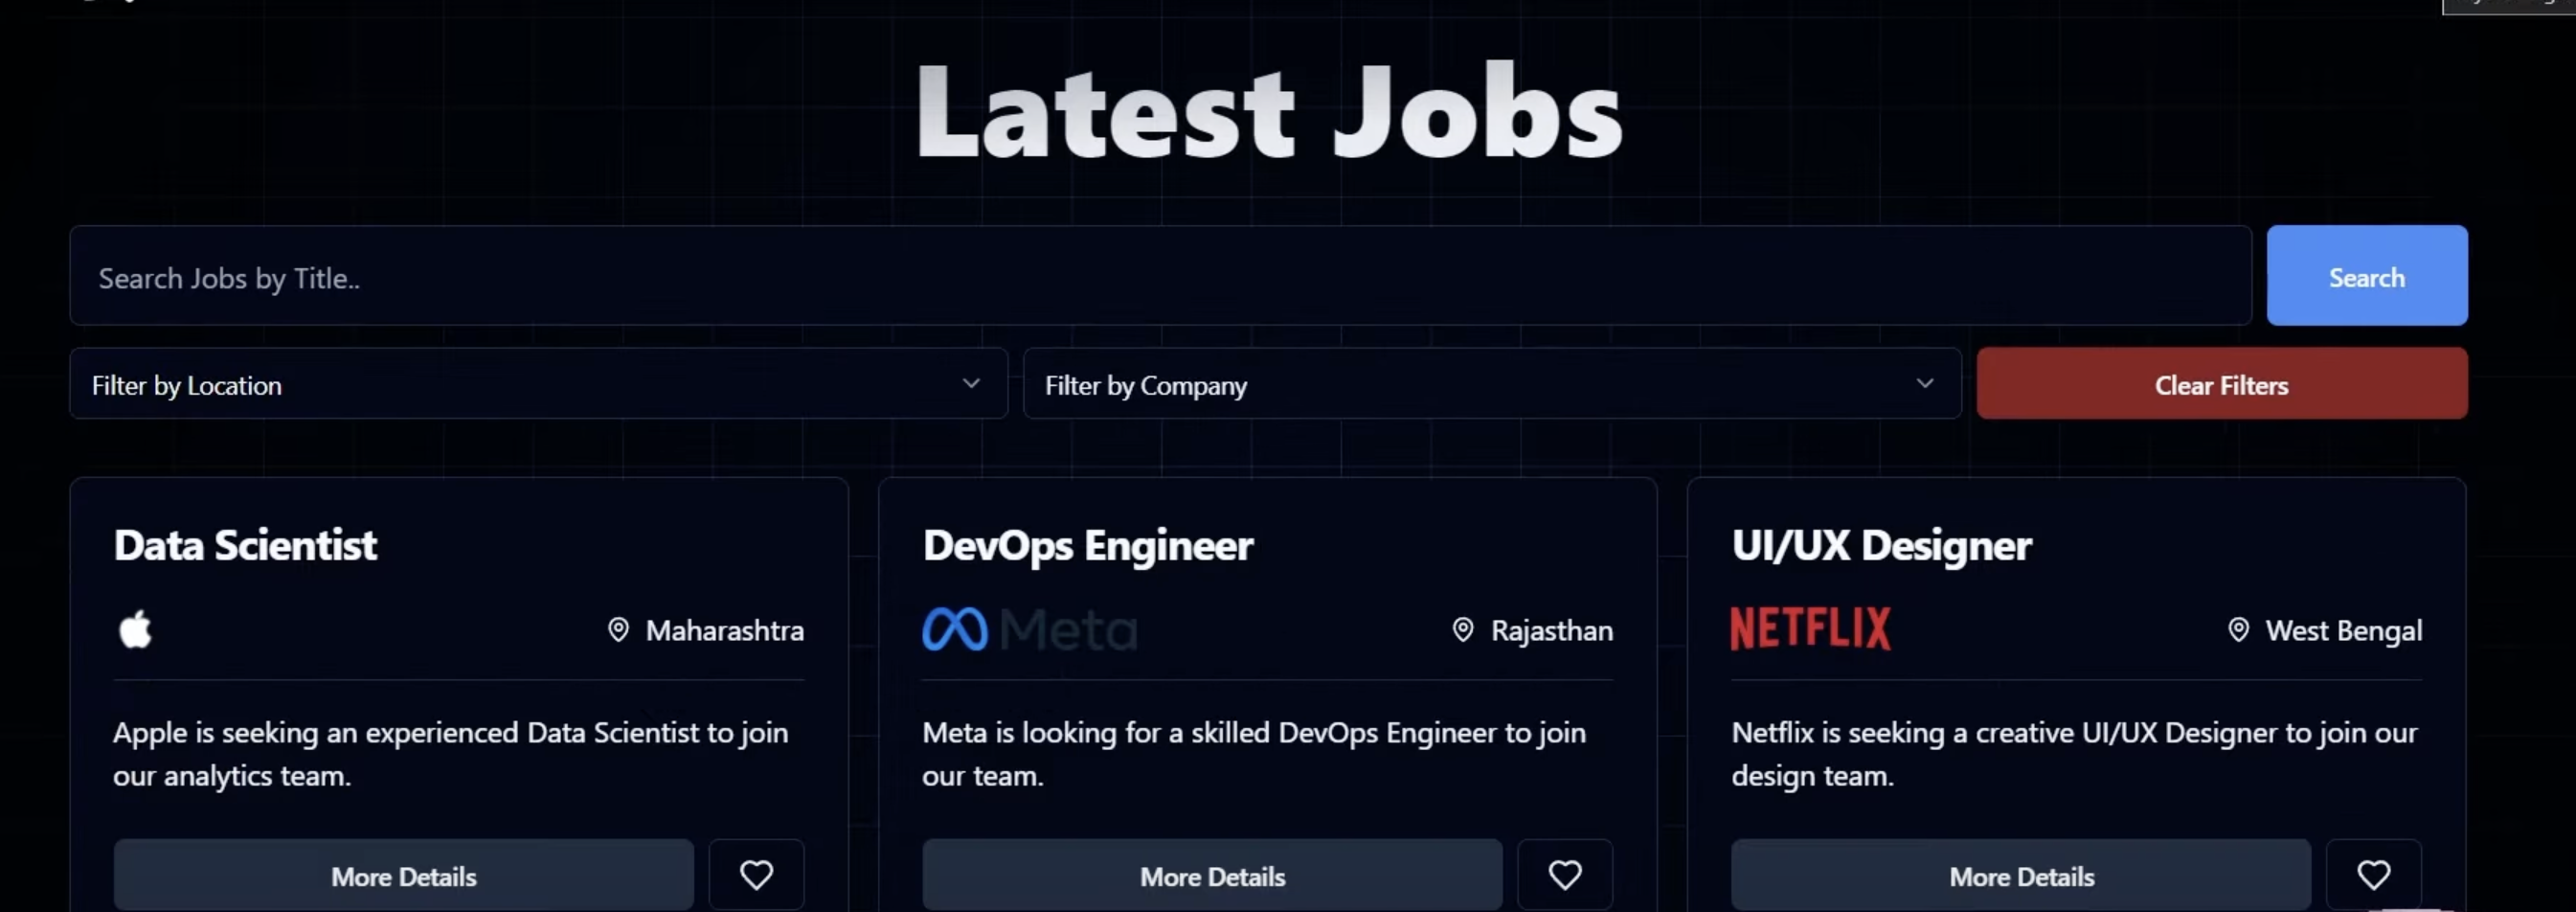 Latest Jobs
Search Jobs by Title..
Search
Filter by Location
Filter by Company
Clear Filters
Data Scientist
Maharashtra
Apple is seeking an experienced Data Scientist to join
our analytics team.
More Details
DevOps Engineer
Meta
Rajasthan
Meta is looking for a skilled DevOps Engineer to join
our team.
More Details
UI/UX Designer
NETFLIX
West Bengal
Netflix is seeking a creative UI/UX Designer to join our
design team.
More Details